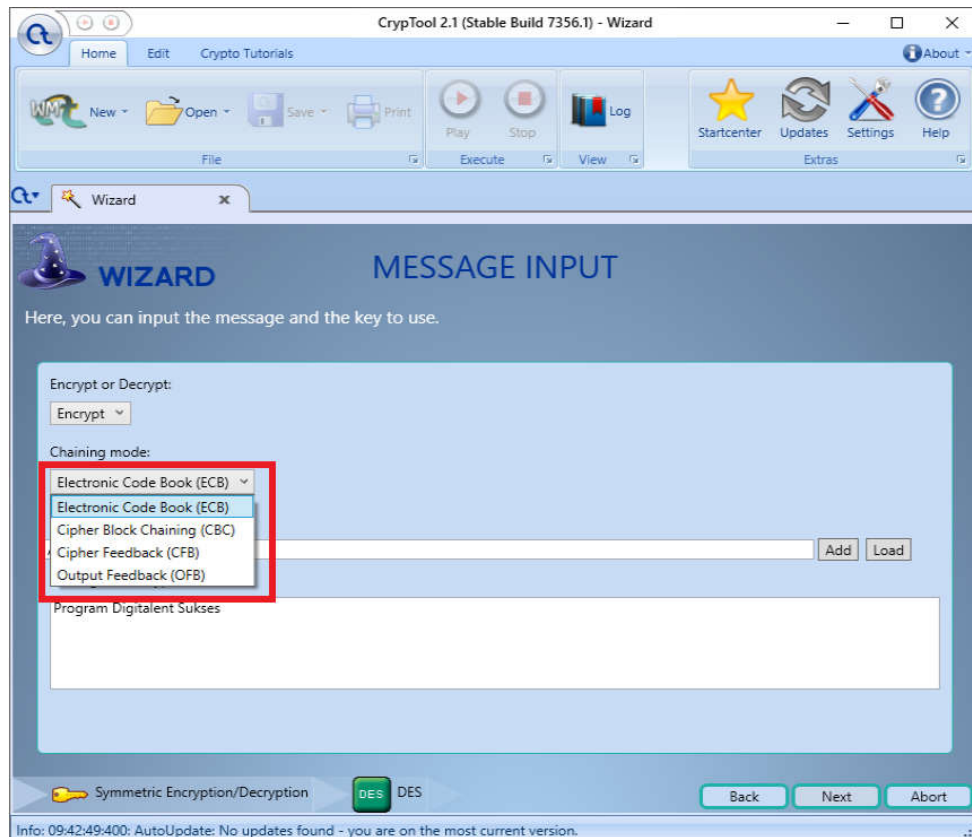 CrypTool 2.1 (Stable Build 7356.1) - Wizard
Home Edit Crypto Tutorials About
New Open Save Print Play Stop Log Startcenter Updates Settings Help
File Execute View Extras
Wizard x
WIZARD
MESSAGE INPUT
Here, you can input the message and the key to use.
Encrypt or Decrypt:
Encrypt
Chaining mode:
Electronic Code Book (ECB)
Electronic Code Book (ECB)
Cipher Block Chaining (CBC)
Cipher Feedback (CFB)
Output Feedback (OFB)
Add Load
Program Digitalent Sukses
Symmetric Encryption/Decryption DES DES
Back Next Abort
Info: 09:42:49:400: AutoUpdate: No updates found - you are on the most current version.